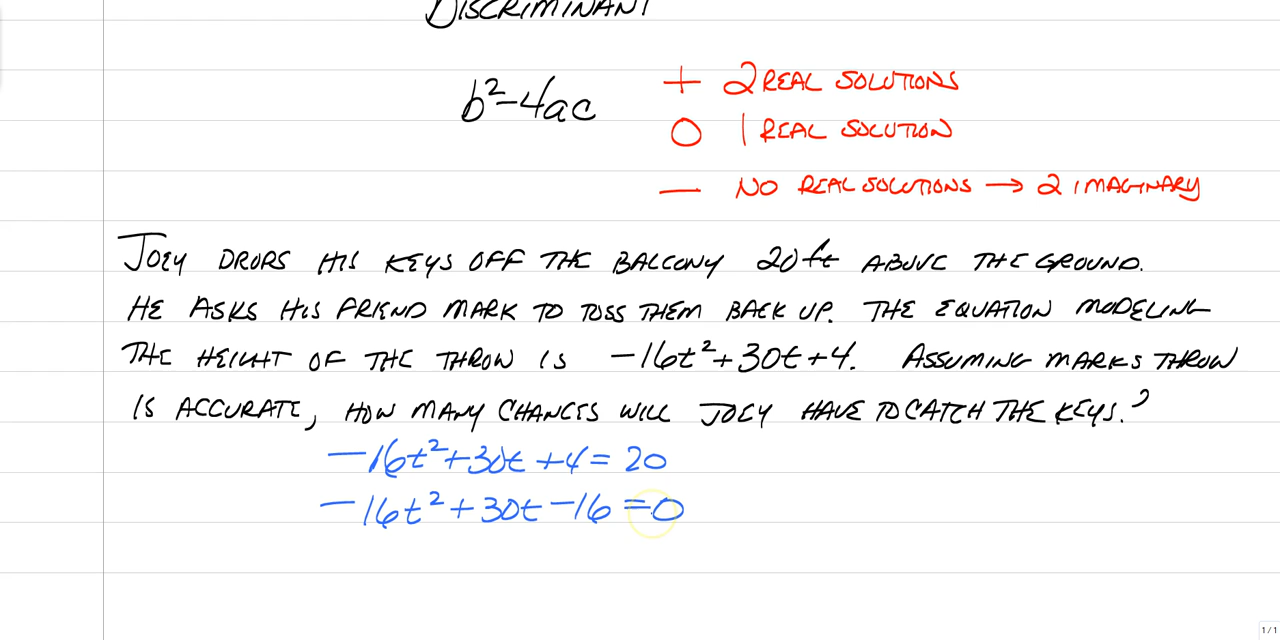 DISCRIMINANT
b²-4ac
+ 2 REAL SOLUTIONS
0 1 REAL SOLUTION
— NO REAL SOLUTIONS → 2 IMAGINARY
JOEY DROPS HIS KEYS OFF THE BALCONY 20ft ABOVE THE GROUND.
HE ASKS HIS FRIEND MARK TO TOSS THEM BACK UP. THE EQUATION MODELING
THE HEIGHT OF THE THROW IS -16t²+30t+4. ASSUMING MARKS THROW
IS ACCURATE, HOW MANY CHANCES WILL JOEY HAVE TO CATCH THE KEYS?
-16t²+30t+4=20
-16t²+30t-16=0
1/1